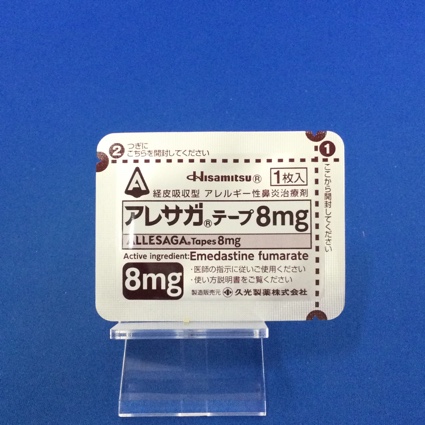 ② つぎに
こちらを開封してください
①
ここから開封してください
A
Hisamitsu® 1枚入
経皮吸収型 アレルギー性鼻炎治療剤
アレサガ®テープ8mg
ALLESAGA®Tapes8mg
Active ingredient:Emedastine fumarate
8mg
・医師の指示に従いご使用ください
・使い方説明書をご覧ください
製造販売元 久光製薬株式会社